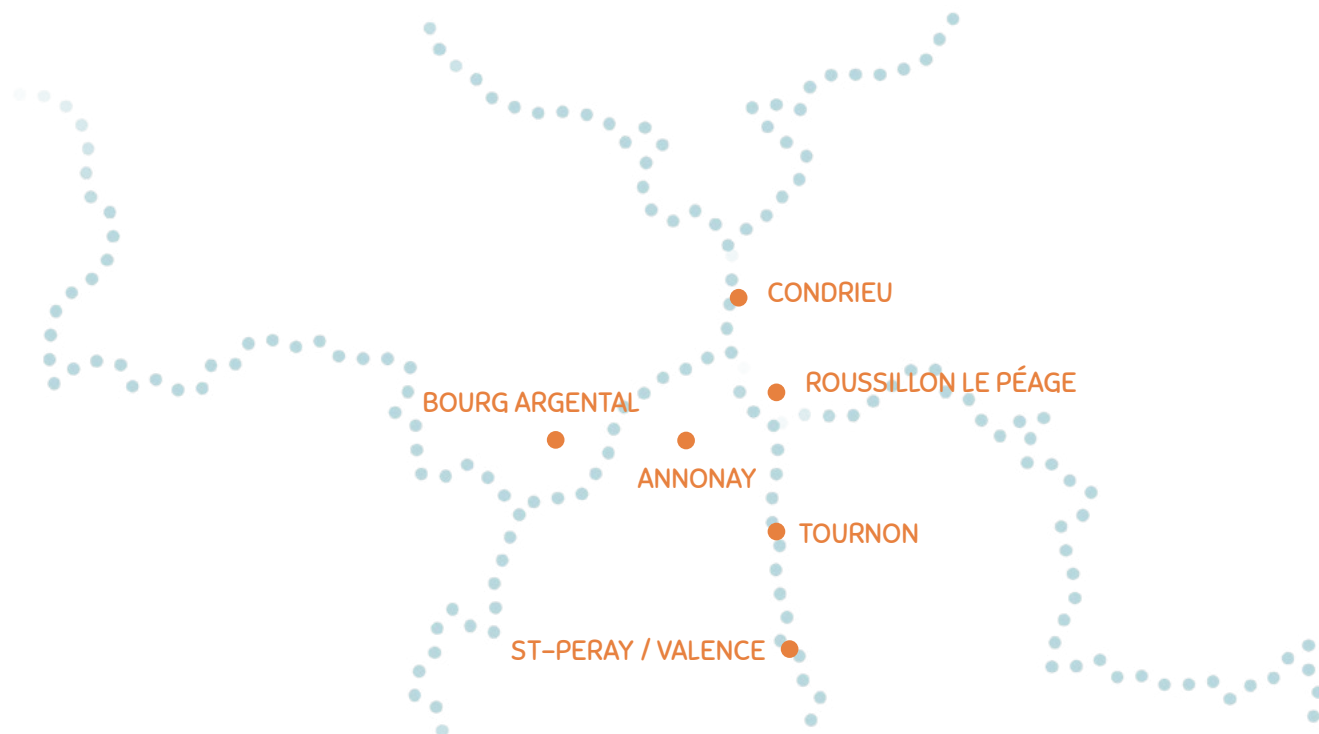 CONDRIEU
ROUSSILLON LE PÉAGE
BOURG ARGENTAL
ANNONAY
TOURNON
ST-PERAY / VALENCE